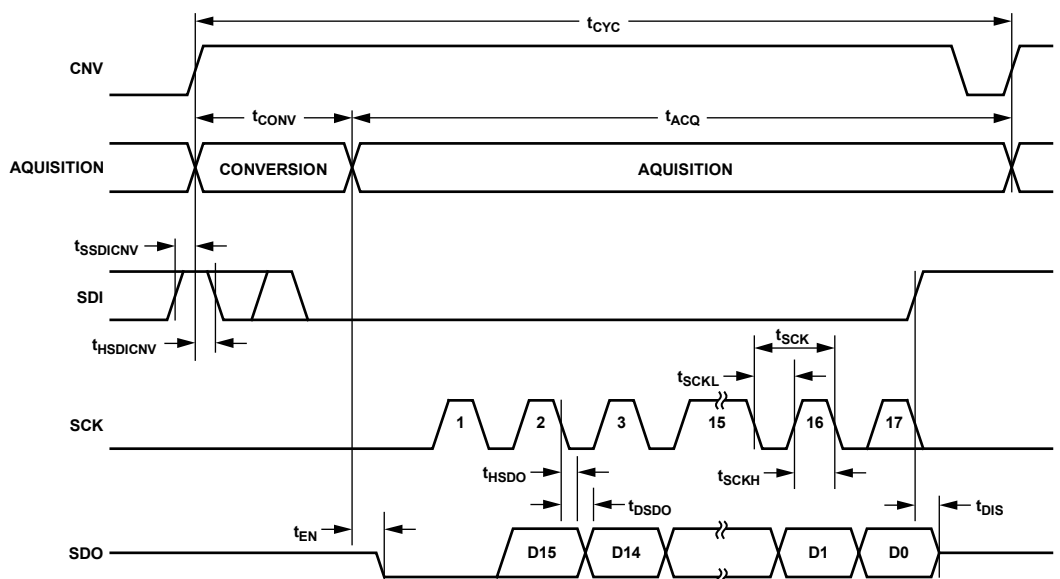 tCYC
CNV
tCONV
tACQ
AQUISITION
CONVERSION
AQUISITION
tSSDICNV
SDI
tHSDICNV
tSCK
tSCKL
SCK
1
2
3
15
16
17
tHSDO
tSCKH
tDSDO
tDIS
tEN
SDO
D15
D14
D1
D0